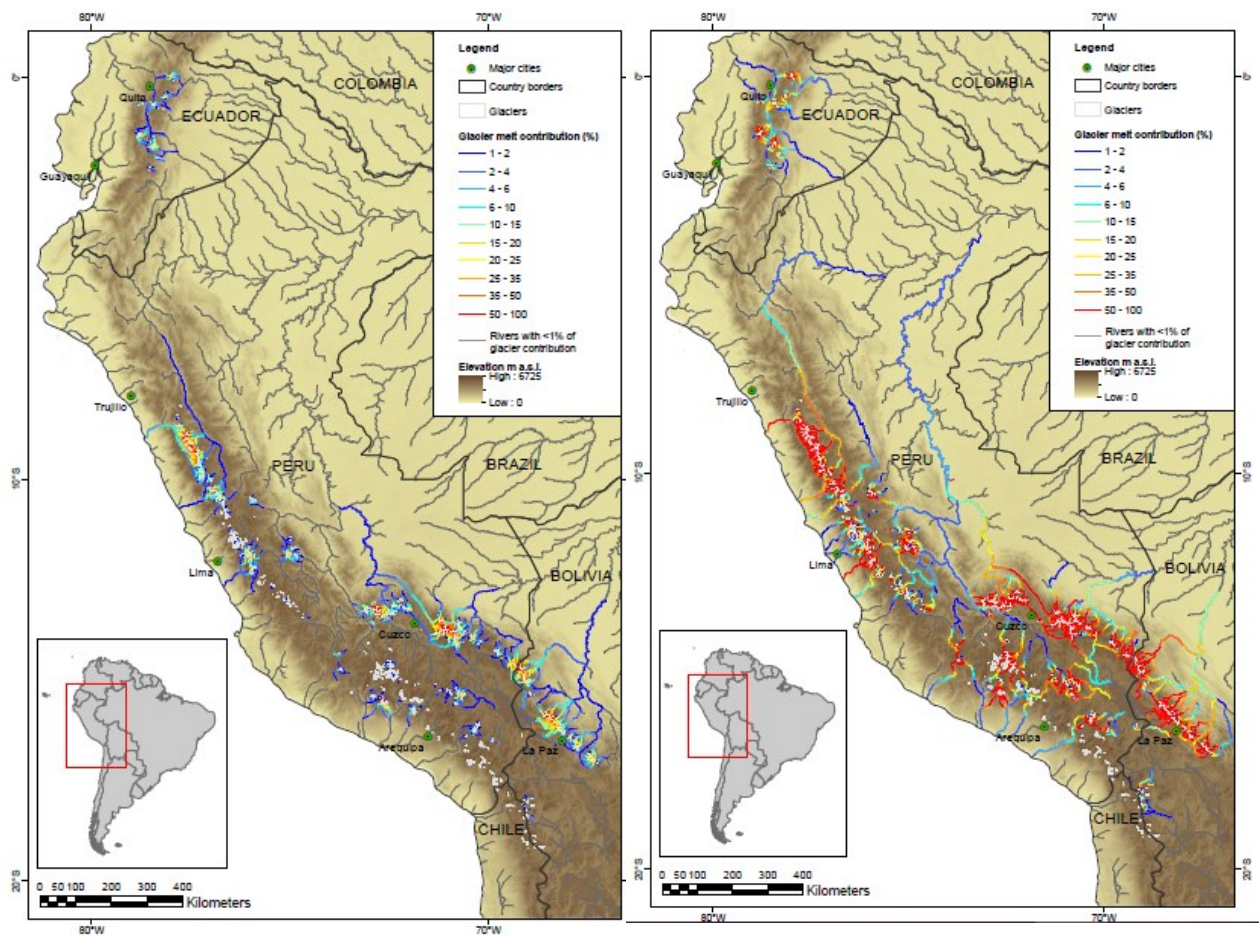 80°W
70°W
Legend
Major cities
Country borders
Glaciers
Glacier melt contribution (%)
1 - 2
2 - 4
4 - 6
6 - 10
10 - 15
15 - 20
20 - 25
25 - 35
35 - 50
50 - 100
Rivers with <1% of
glacier contribution
Elevation m a.s.l.
High : 6725
Low : 0
0°
COLOMBIA
Quito
ECUADOR
Guayaquil
Trujillo
PERU
BRAZIL
10°S
Lima
BOLIVIA
Cuzco
Arequipa
La Paz
CHILE
20°S
0 50 100 200 300 400
Kilometers
80°W
70°W
80°W
70°W
Legend
Major cities
Country borders
Glaciers
Glacier melt contribution (%)
1 - 2
2 - 4
4 - 6
6 - 10
10 - 15
15 - 20
20 - 25
25 - 35
35 - 50
50 - 100
Rivers with <1% of
glacier contribution
Elevation m a.s.l.
High : 6725
Low : 0
0°
COLOMBIA
Quito
ECUADOR
Guayaquil
Trujillo
PERU
BRAZIL
10°S
Lima
BOLIVIA
Cuzco
Arequipa
La Paz
CHILE
20°S
0 50 100 200 300 400
Kilometers
80°W
70°W